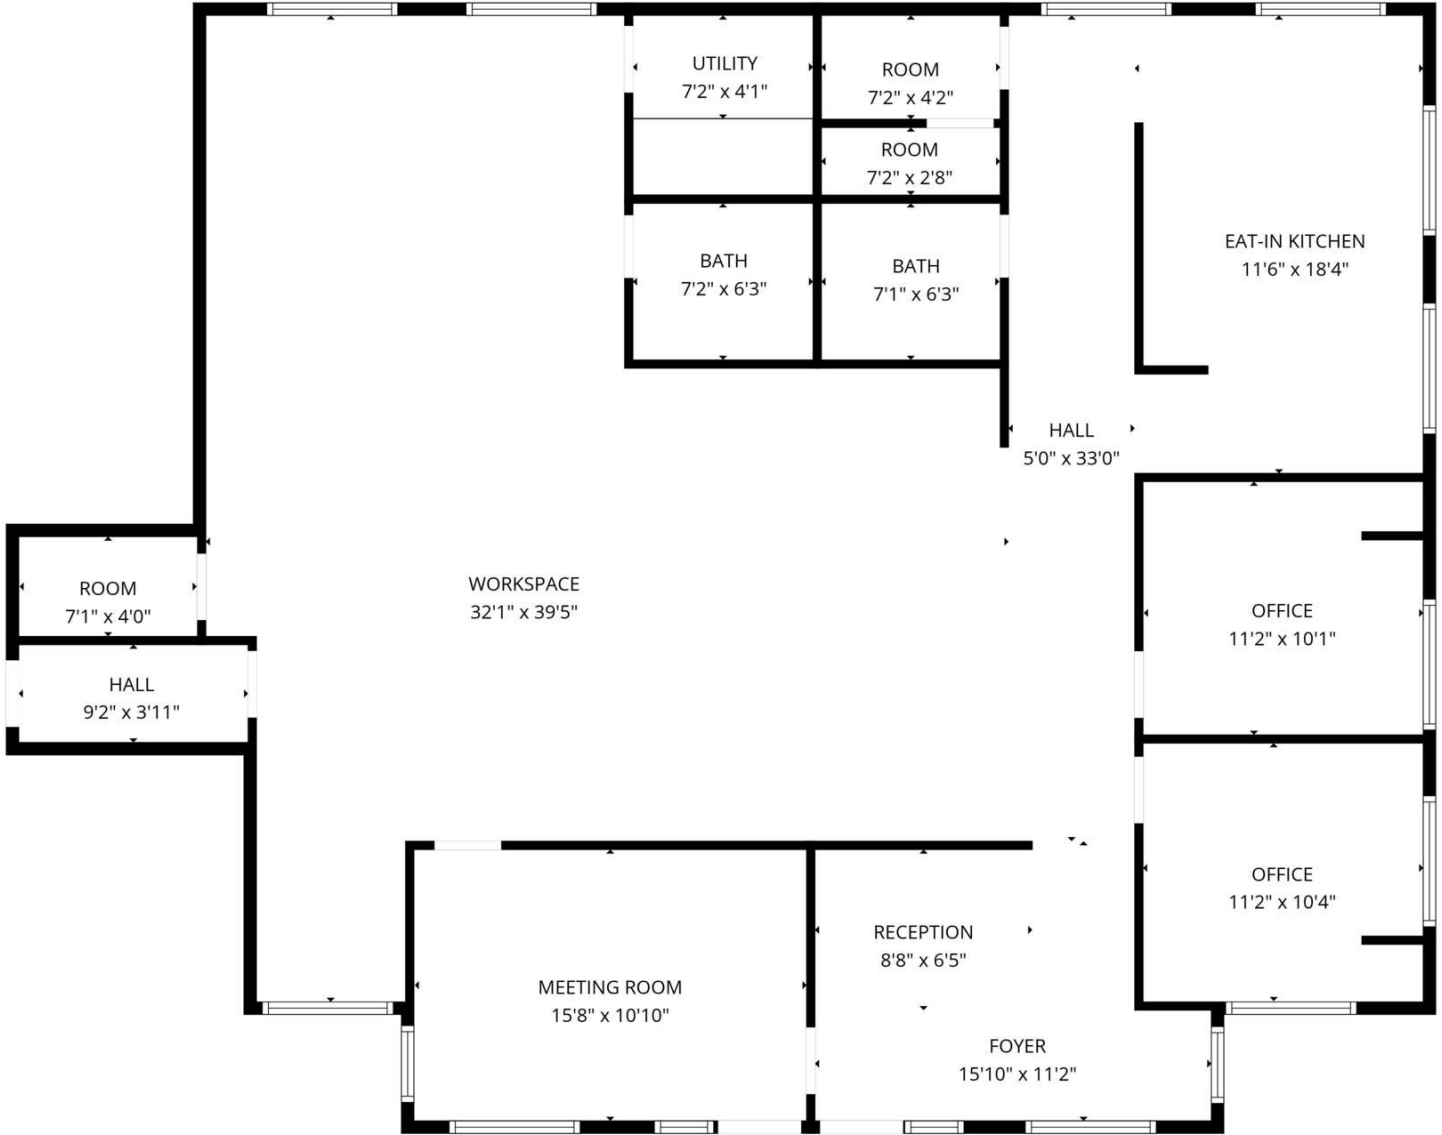 UTILITY
7'2" x 4'1"
ROOM
7'2" x 4'2"
ROOM
7'2" x 2'8"
BATH
7'2" x 6'3"
BATH
7'1" x 6'3"
EAT-IN KITCHEN
11'6" x 18'4"
HALL
5'0" x 33'0"
ROOM
7'1" x 4'0"
WORKSPACE
32'1" x 39'5"
OFFICE
11'2" x 10'1"
HALL
9'2" x 3'11"
OFFICE
11'2" x 10'4"
RECEPTION
8'8" x 6'5"
MEETING ROOM
15'8" x 10'10"
FOYER
15'10" x 11'2"